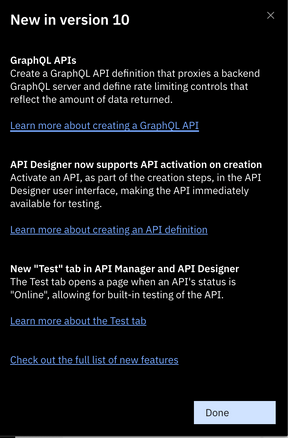 New in version 10
GraphQL APIs
Create a GraphQL API definition that proxies a backend
GraphQL server and define rate limiting controls that
reflect the amount of data returned.
Learn more about creating a GraphQL API
API Designer now supports API activation on creation
Activate an API, as part of the creation steps, in the API
Designer user interface, making the API immediately
available for testing.
Learn more about creating an API definition
New "Test" tab in API Manager and API Designer
The Test tab opens a page when an API's status is
"Online", allowing for built-in testing of the API.
Learn more about the Test tab
Check out the full list of new features
Done